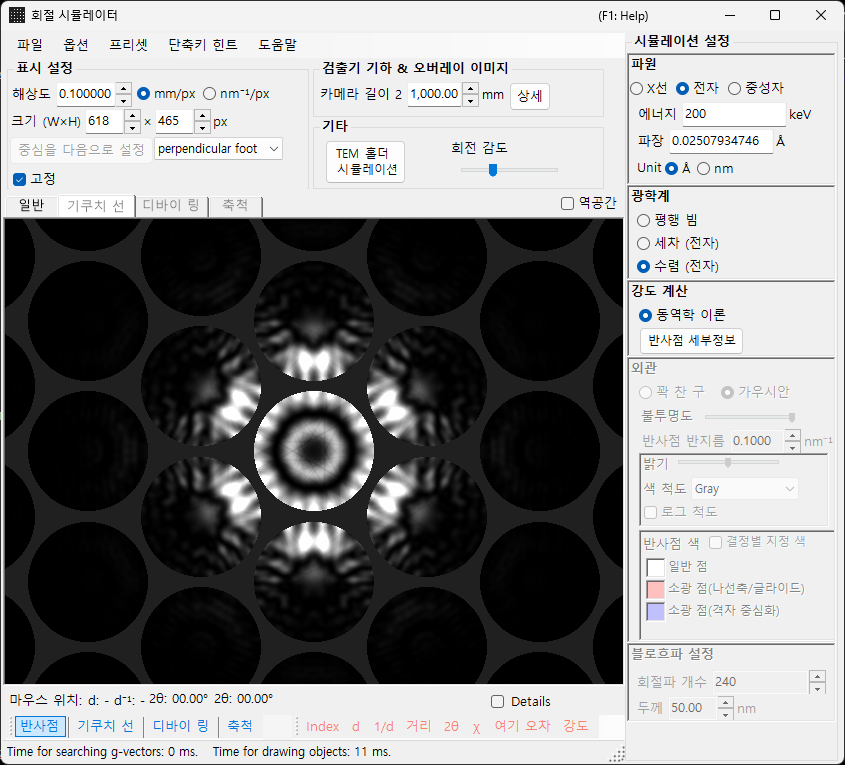 회절 시뮬레이터
(F1: Help)
파일 옵션 프리셋 단축키 힌트 도움말
표시 설정
해상도 0.100000 mm/px nm⁻¹/px
크기 (W×H) 618 × 465 px
중심을 다음으로 설정 perpendicular foot
고정
검출기 기하 & 오버레이 이미지
카메라 길이 2 1,000.00 mm 상세
기타
TEM 홀더
시뮬레이션
회전 감도
일반 기쿠치 선 디바이 링 축척
역공간
시뮬레이션 설정
파원
X선 전자 중성자
에너지 200 keV
파장 0.02507934746 Å
Unit Å nm
광학계
평행 빔
세차 (전자)
수렴 (전자)
강도 계산
동역학 이론
반사점 세부정보
외관
꽉 찬 구 가우시안
불투명도
반사점 반지름 0.1000 nm⁻¹
밝기
색 척도 Gray
로그 척도
반사점 색 결정별 지정 색
일반 점
소광 점(나선축/글라이드)
소광 점(격자 중심화)
블로흐파 설정
회절파 개수 240
두께 50.00 nm
마우스 위치: d: - d⁻¹: - 2θ: 00.00° 2θ: 00.00°
Details
반사점 기쿠치 선 디바이 링 축척 Index d 1/d 거리 2θ χ 여기 오차 강도
Time for searching g-vectors: 0 ms. Time for drawing objects: 11 ms.